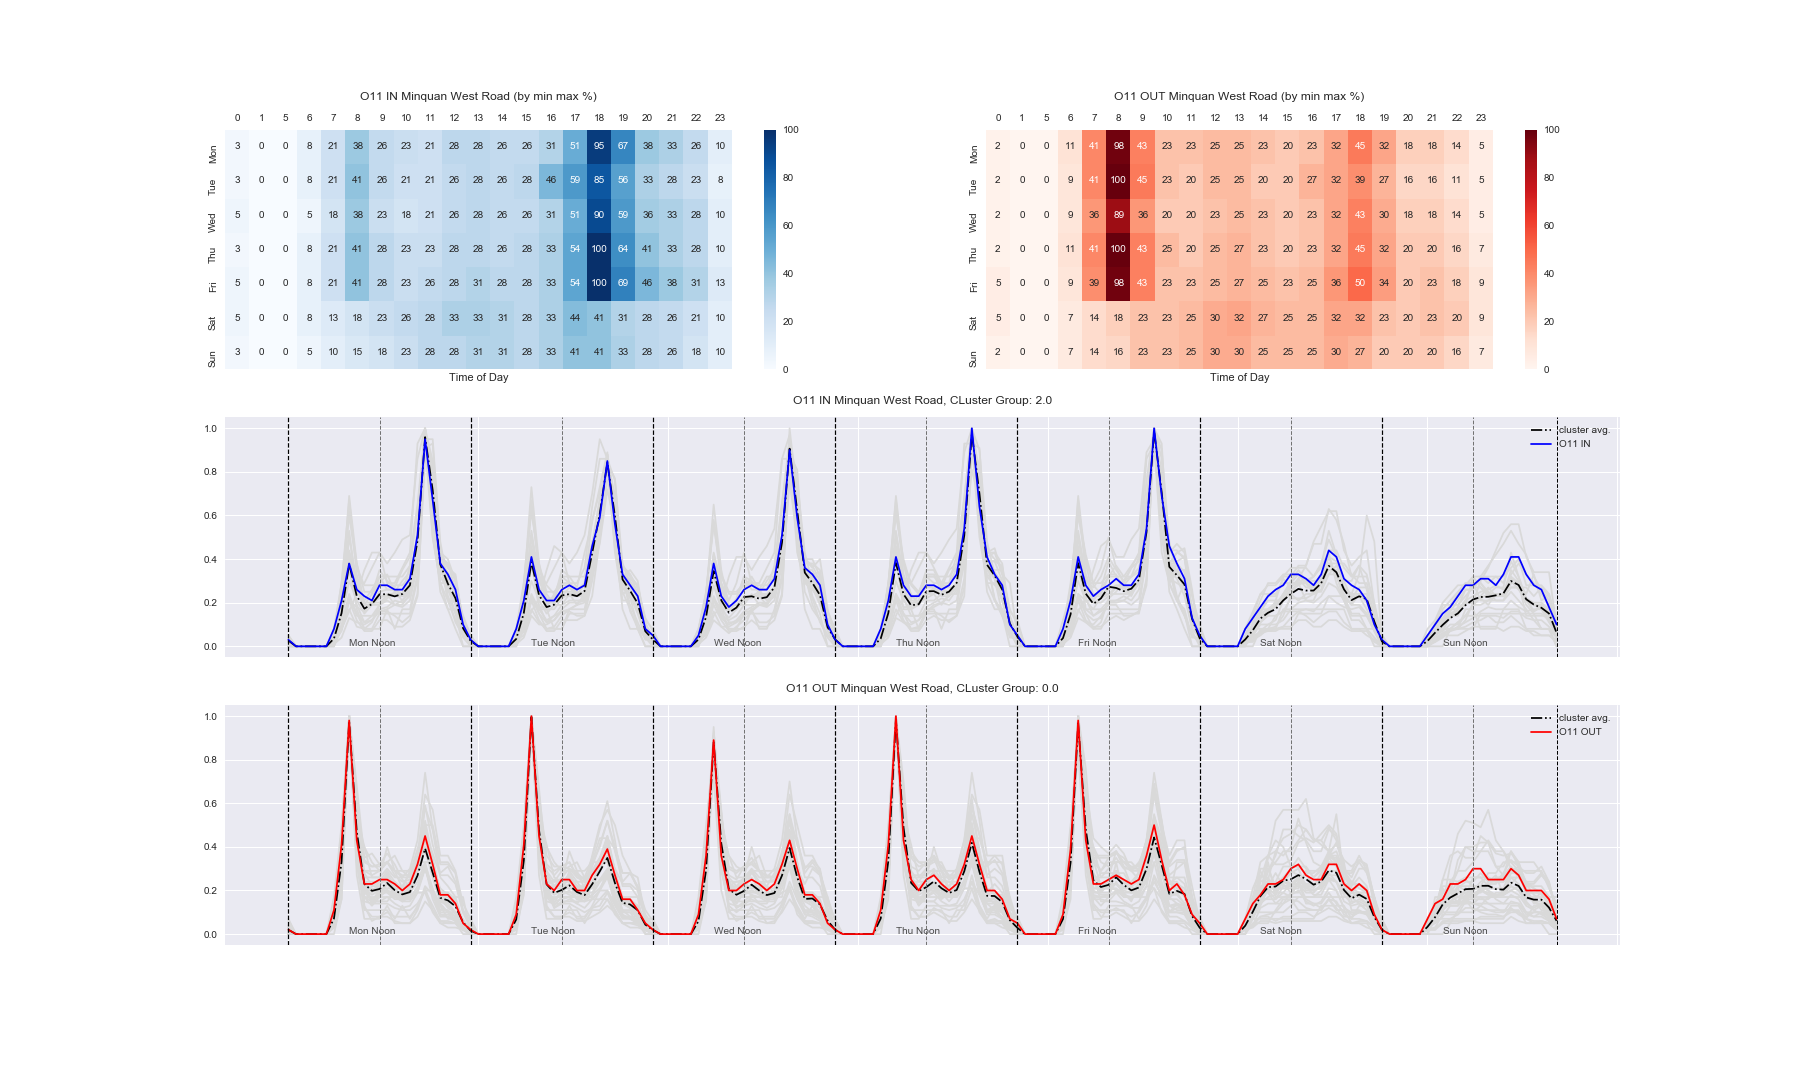 O11 IN Minquan West Road (by min max %)
0 1 5 6 7 8 9 10 11 12 13 14 15 16 17 18 19 20 21 22 23
Mon 3 0 0 8 21 38 26 23 21 28 28 26 26 31 51 95 67 38 33 26 10
Tue 3 0 0 8 21 41 26 21 21 26 28 26 28 46 59 85 56 33 28 23 8
Wed 5 0 0 5 18 38 23 18 21 26 28 26 26 31 51 90 59 36 33 28 10
Thu 3 0 0 8 21 41 28 23 23 28 28 26 28 33 54 100 64 41 33 28 10
Fri 5 0 0 8 21 41 28 23 26 28 31 28 28 33 54 100 69 46 38 31 13
Sat 5 0 0 8 13 18 23 26 28 33 33 31 28 33 44 41 31 28 26 21 10
Sun 3 0 0 5 10 15 18 23 28 28 31 31 28 33 41 41 33 28 26 18 10
Time of Day
100
80
60
40
20
0
O11 OUT Minquan West Road (by min max %)
0 1 5 6 7 8 9 10 11 12 13 14 15 16 17 18 19 20 21 22 23
Mon 2 0 0 11 41 98 43 23 23 25 25 23 20 23 32 45 32 18 18 14 5
Tue 2 0 0 9 41 100 45 23 20 25 25 20 20 27 32 39 27 16 16 11 5
Wed 2 0 0 9 36 89 36 20 20 23 25 23 20 23 32 43 30 18 18 14 5
Thu 2 0 0 11 41 100 43 25 20 25 27 23 20 23 32 45 32 20 20 16 7
Fri 5 0 0 9 39 98 43 23 23 25 27 25 23 25 36 50 34 20 23 18 9
Sat 5 0 0 7 14 18 23 23 25 30 32 27 25 25 32 32 23 20 23 20 9
Sun 2 0 0 7 14 16 23 23 25 30 30 25 25 25 30 27 20 20 20 16 7
Time of Day
100
80
60
40
20
0
O11 IN Minquan West Road, CLuster Group: 2.0
1.0
0.8
0.6
0.4
0.2
0.0
cluster avg.
O11 IN
Mon Noon Tue Noon Wed Noon Thu Noon Fri Noon Sat Noon Sun Noon
O11 OUT Minquan West Road, CLuster Group: 0.0
1.0
0.8
0.6
0.4
0.2
0.0
cluster avg.
O11 OUT
Mon Noon Tue Noon Wed Noon Thu Noon Fri Noon Sat Noon Sun Noon